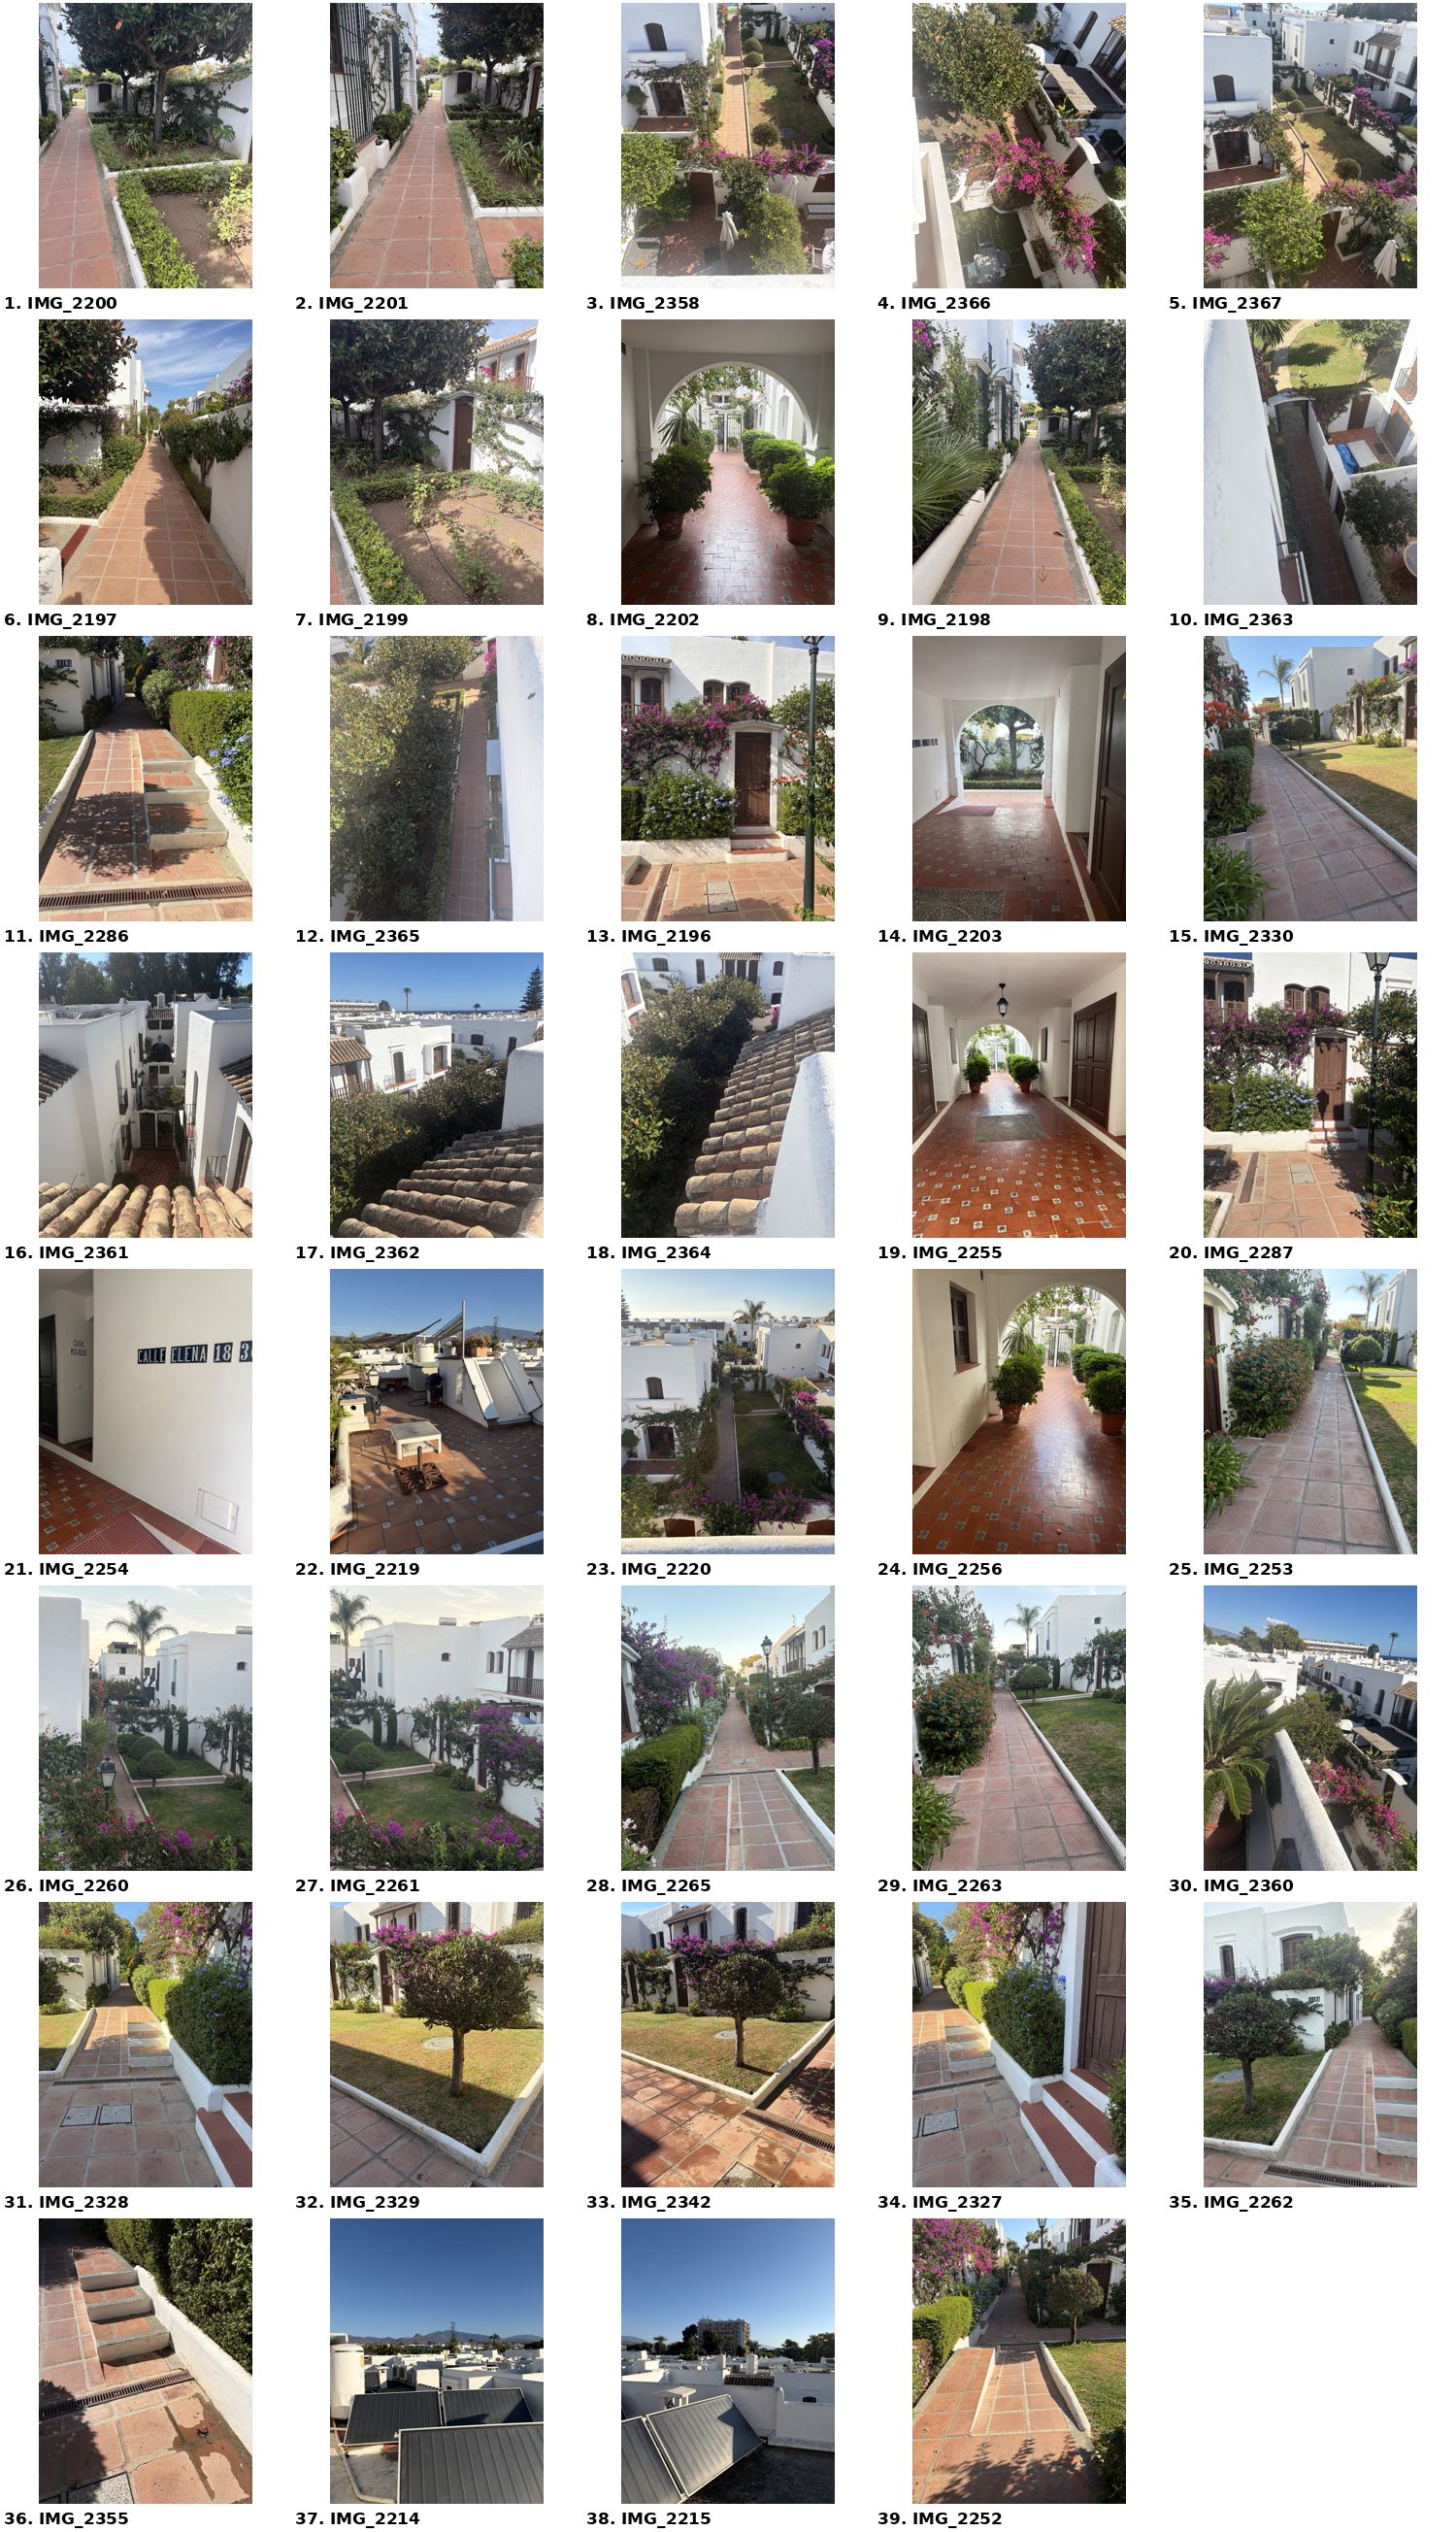 1. IMG_2200
2. IMG_2201
3. IMG_2358
4. IMG_2366
5. IMG_2367
6. IMG_2197
7. IMG_2199
8. IMG_2202
9. IMG_2198
10. IMG_2363
11. IMG_2286
12. IMG_2365
13. IMG_2196
14. IMG_2203
15. IMG_2330
16. IMG_2361
17. IMG_2362
18. IMG_2364
19. IMG_2255
20. IMG_2287
CALLE ELENA 18
21. IMG_2254
22. IMG_2219
23. IMG_2220
24. IMG_2256
25. IMG_2253
26. IMG_2260
27. IMG_2261
28. IMG_2265
29. IMG_2263
30. IMG_2360
31. IMG_2328
32. IMG_2329
33. IMG_2342
34. IMG_2327
35. IMG_2262
36. IMG_2355
37. IMG_2214
38. IMG_2215
39. IMG_2252